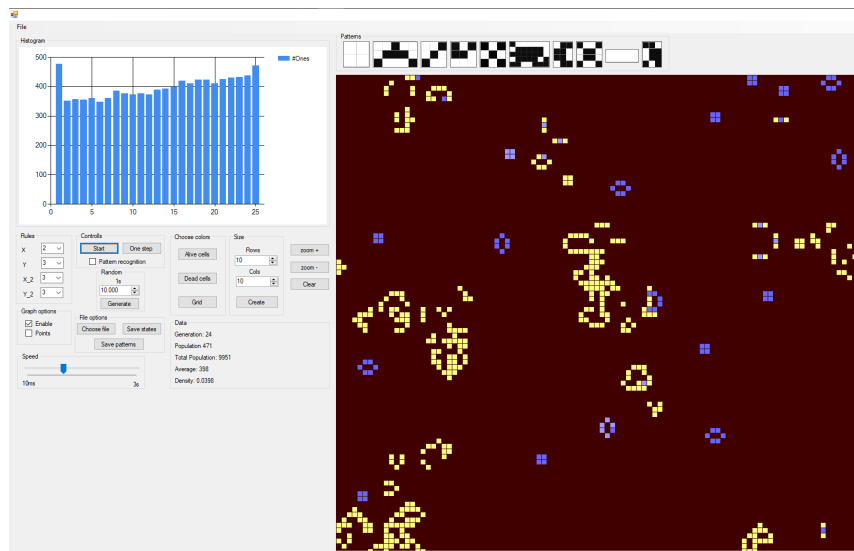 File
Histogram
500
400
300
200
100
0
0 5 10 15 20 25
#Ones
Patterns
Rules
X 2
Y 3
X_2 3
Y_2 3
Controlls
Start One step
Pattern recognition
Random
1s
10.000
Generate
Choose colors
Alive cells
Dead cells
Grid
Size
Rows
10
Cols
10
Create
zoom +
zoom -
Clear
Graph options
Enable
Points
File options
Choose file Save states
Save patterns
Speed
10ms 3s
Data
Generation: 24
Population 471
Total Population: 9951
Average: 398
Density: 0.0398